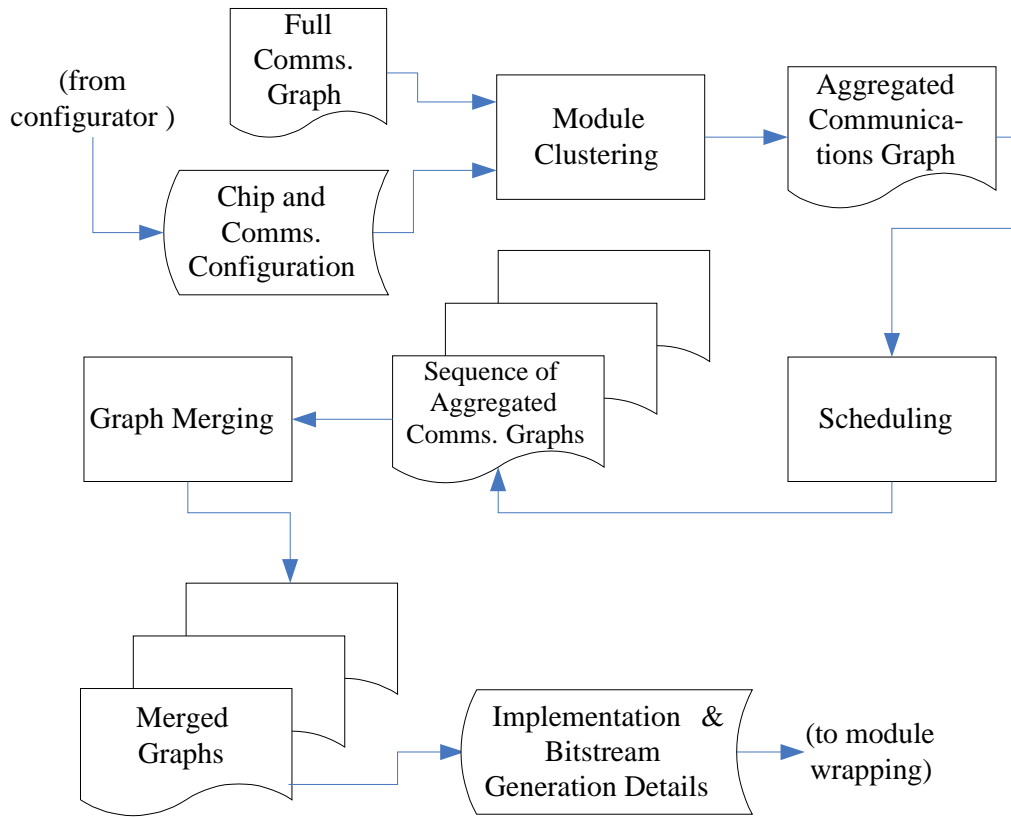 Full
Comms.
Graph
(from
configurator )
Module
Clustering
Aggregated
Communica-
tions Graph
Chip and
Comms.
Configuration
Sequence of
Aggregated
Comms. Graphs
Graph Merging
Scheduling
Merged
Graphs
Implementation &
Bitstream
Generation Details
(to module
wrapping)